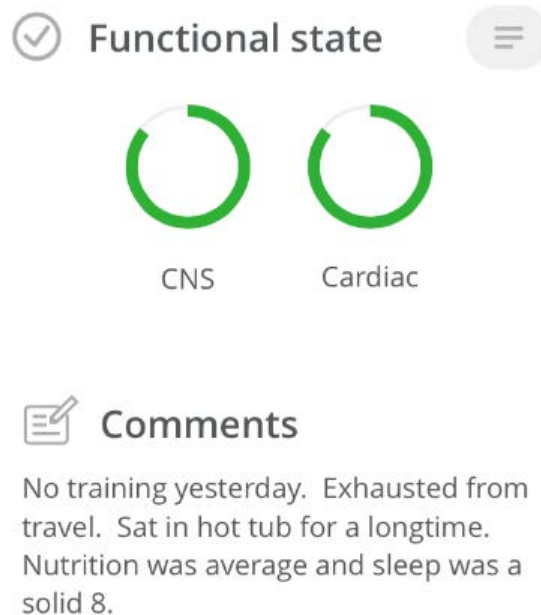 Functional state
CNS
Cardiac
Comments
No training yesterday.  Exhausted from
travel.  Sat in hot tub for a longtime.
Nutrition was average and sleep was a
solid 8.